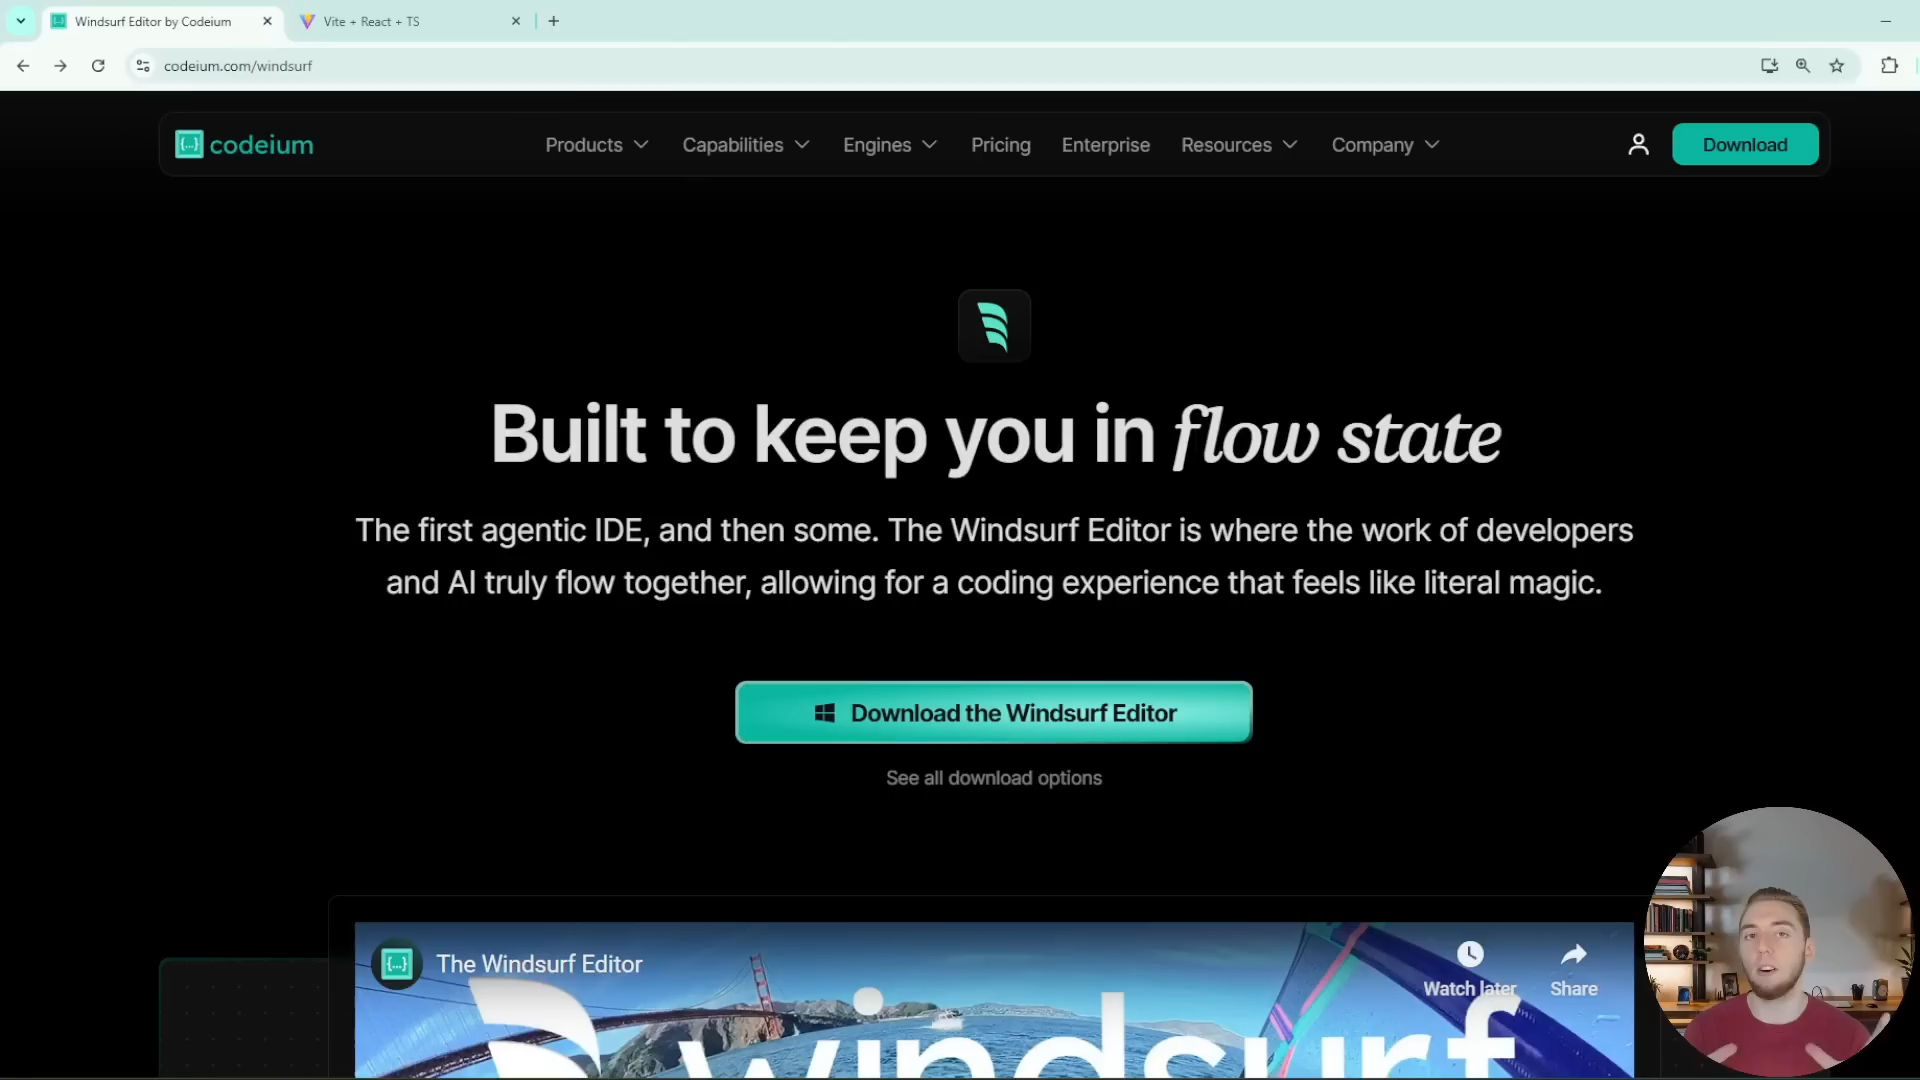 Windsurf Editor by Codeium
Vite + React + TS
codeium.com/windsurf
{...} codeium
Products
Capabilities
Engines
Pricing
Enterprise
Resources
Company
Download
Built to keep you in flow state
The first agentic IDE, and then some. The Windsurf Editor is where the work of developers
and AI truly flow together, allowing for a coding experience that feels like literal magic.
Download the Windsurf Editor
See all download options
{...} The Windsurf Editor
Watch later
Share
windsurf